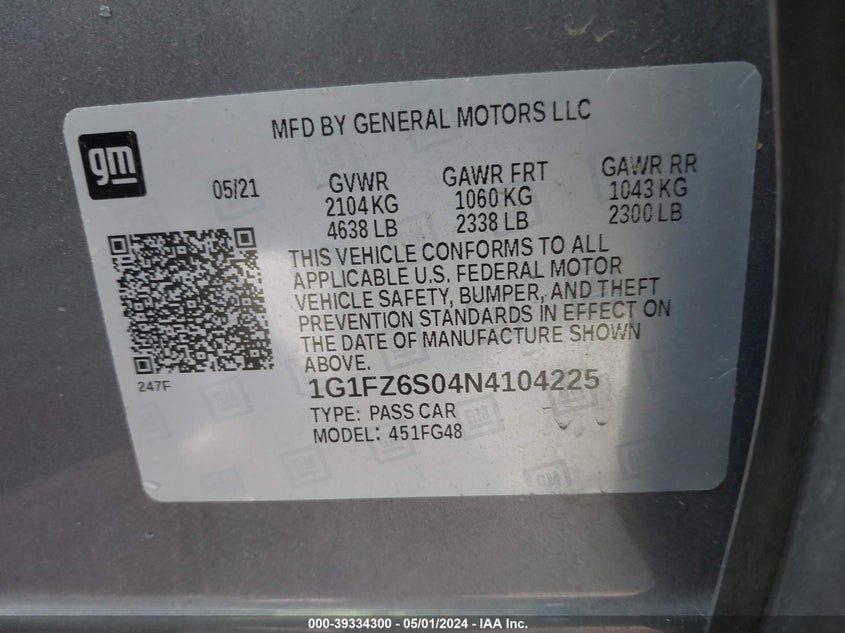 MFD BY GENERAL MOTORS LLC
gm
05/21
GVWR
2104 KG
4638 LB
GAWR FRT
1060 KG
2338 LB
GAWR RR
1043 KG
2300 LB
THIS VEHICLE CONFORMS TO ALL
APPLICABLE U.S. FEDERAL MOTOR
VEHICLE SAFETY, BUMPER, AND THEFT
PREVENTION STANDARDS IN EFFECT ON
THE DATE OF MANUFACTURE SHOWN
ABOVE.
247F
1G1FZ6S04N4104225
TYPE: PASS CAR
MODEL: 451FG48
000-39334300 - 05/01/2024 - IAA Inc.